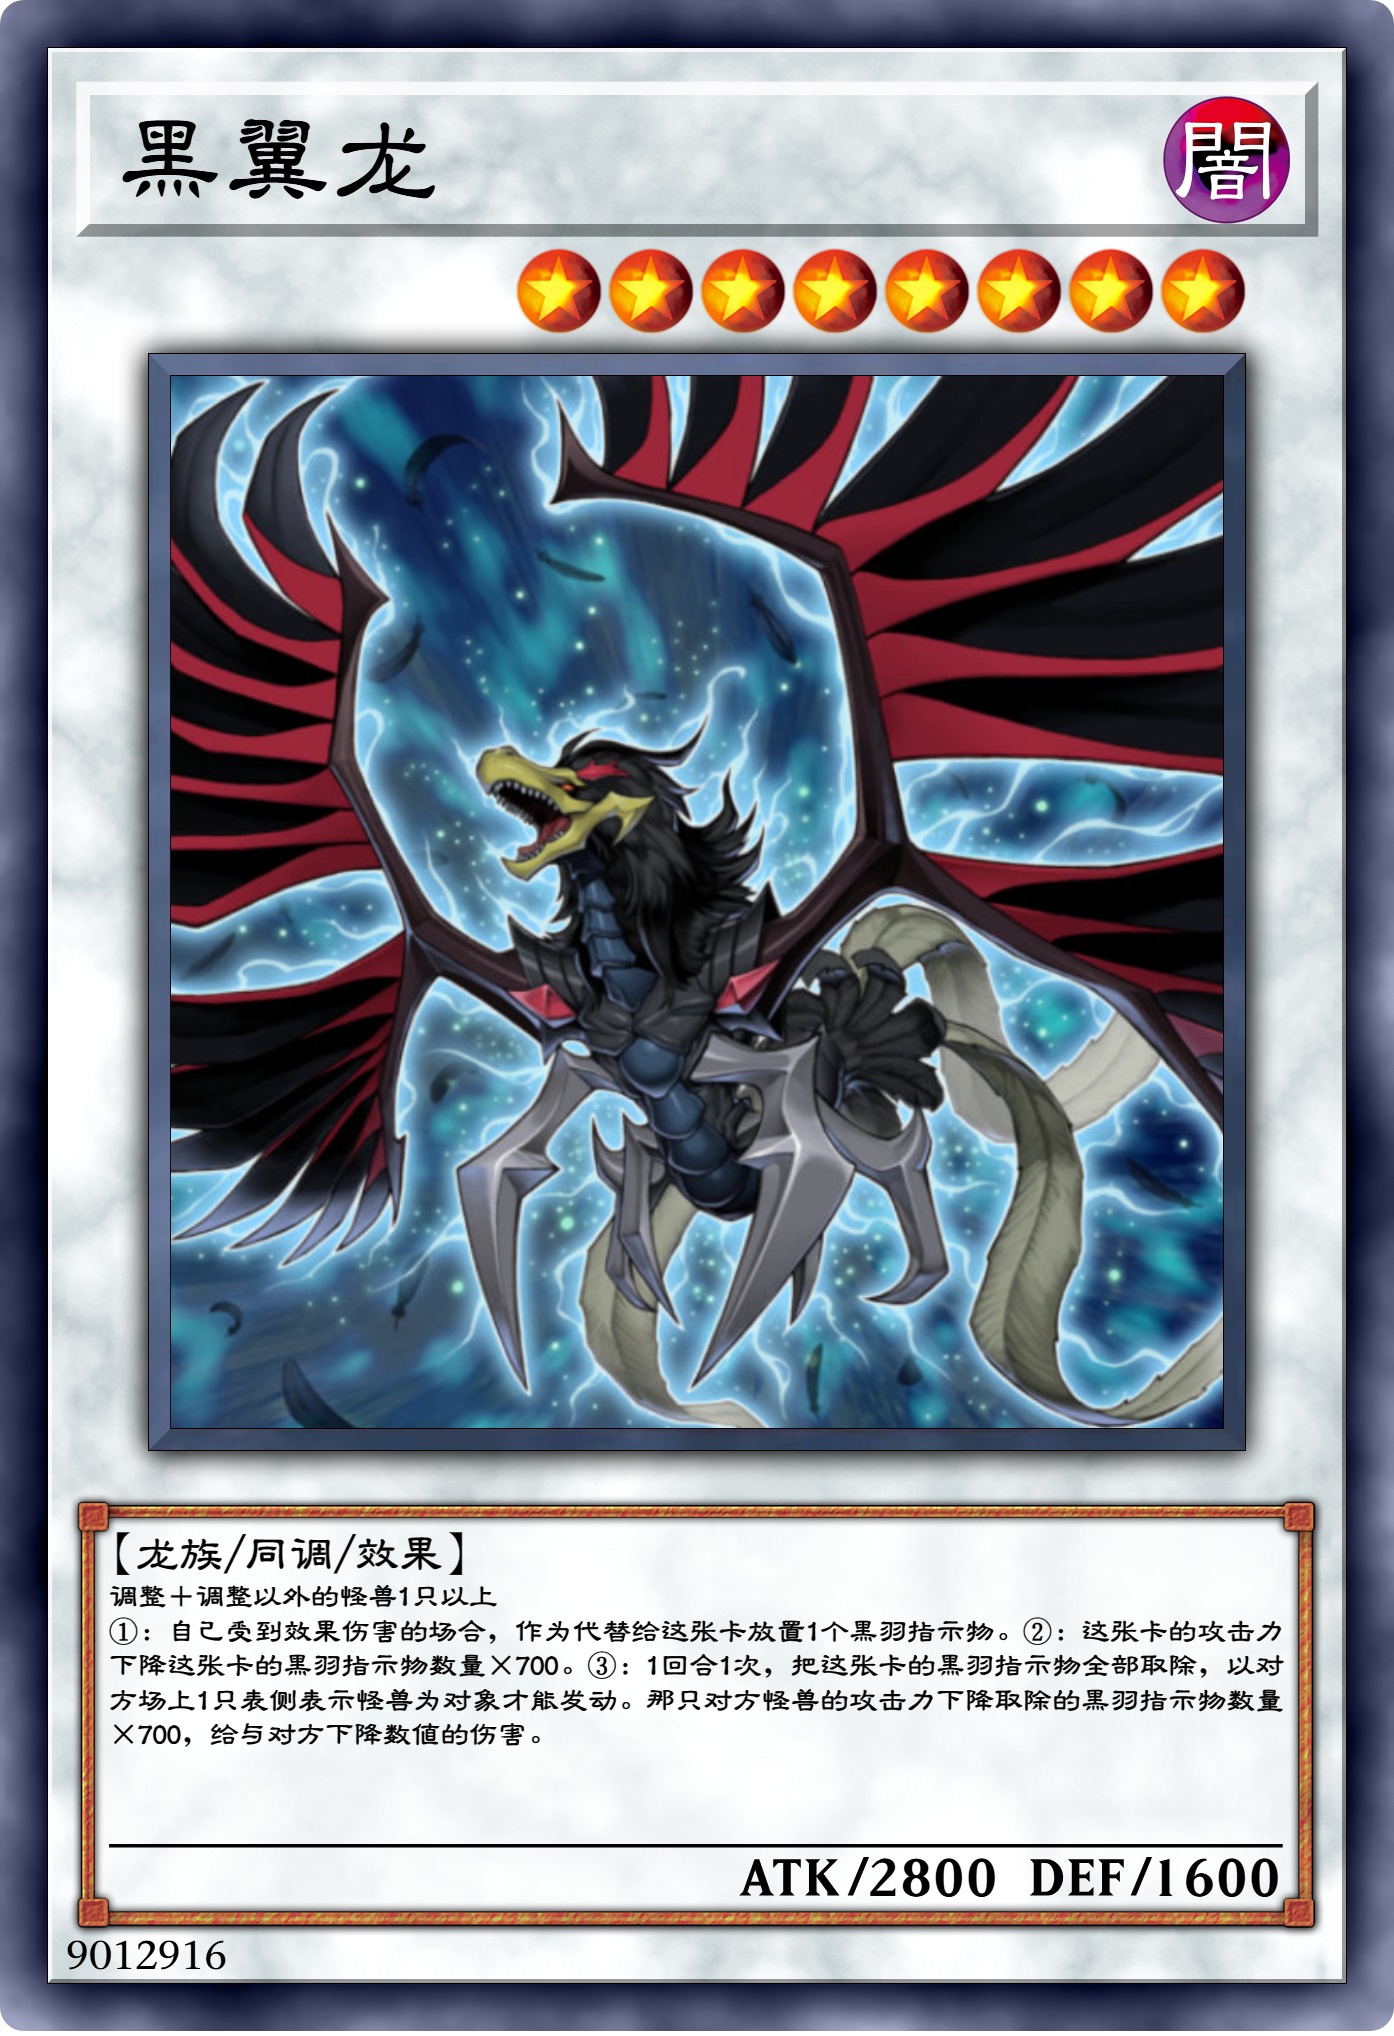 黑翼龙
闇
【龙族/同调/效果】
调整＋调整以外的怪兽1只以上
①：自己受到效果伤害的场合，作为代替给这张卡放置1个黑羽指示物。②：这张卡的攻击力
下降这张卡的黑羽指示物数量×700。③：1回合1次，把这张卡的黑羽指示物全部取除，以对
方场上1只表侧表示怪兽为对象才能发动。那只对方怪兽的攻击力下降取除的黑羽指示物数量
×700，给与对方下降数值的伤害。
ATK/2800 DEF/1600
9012916